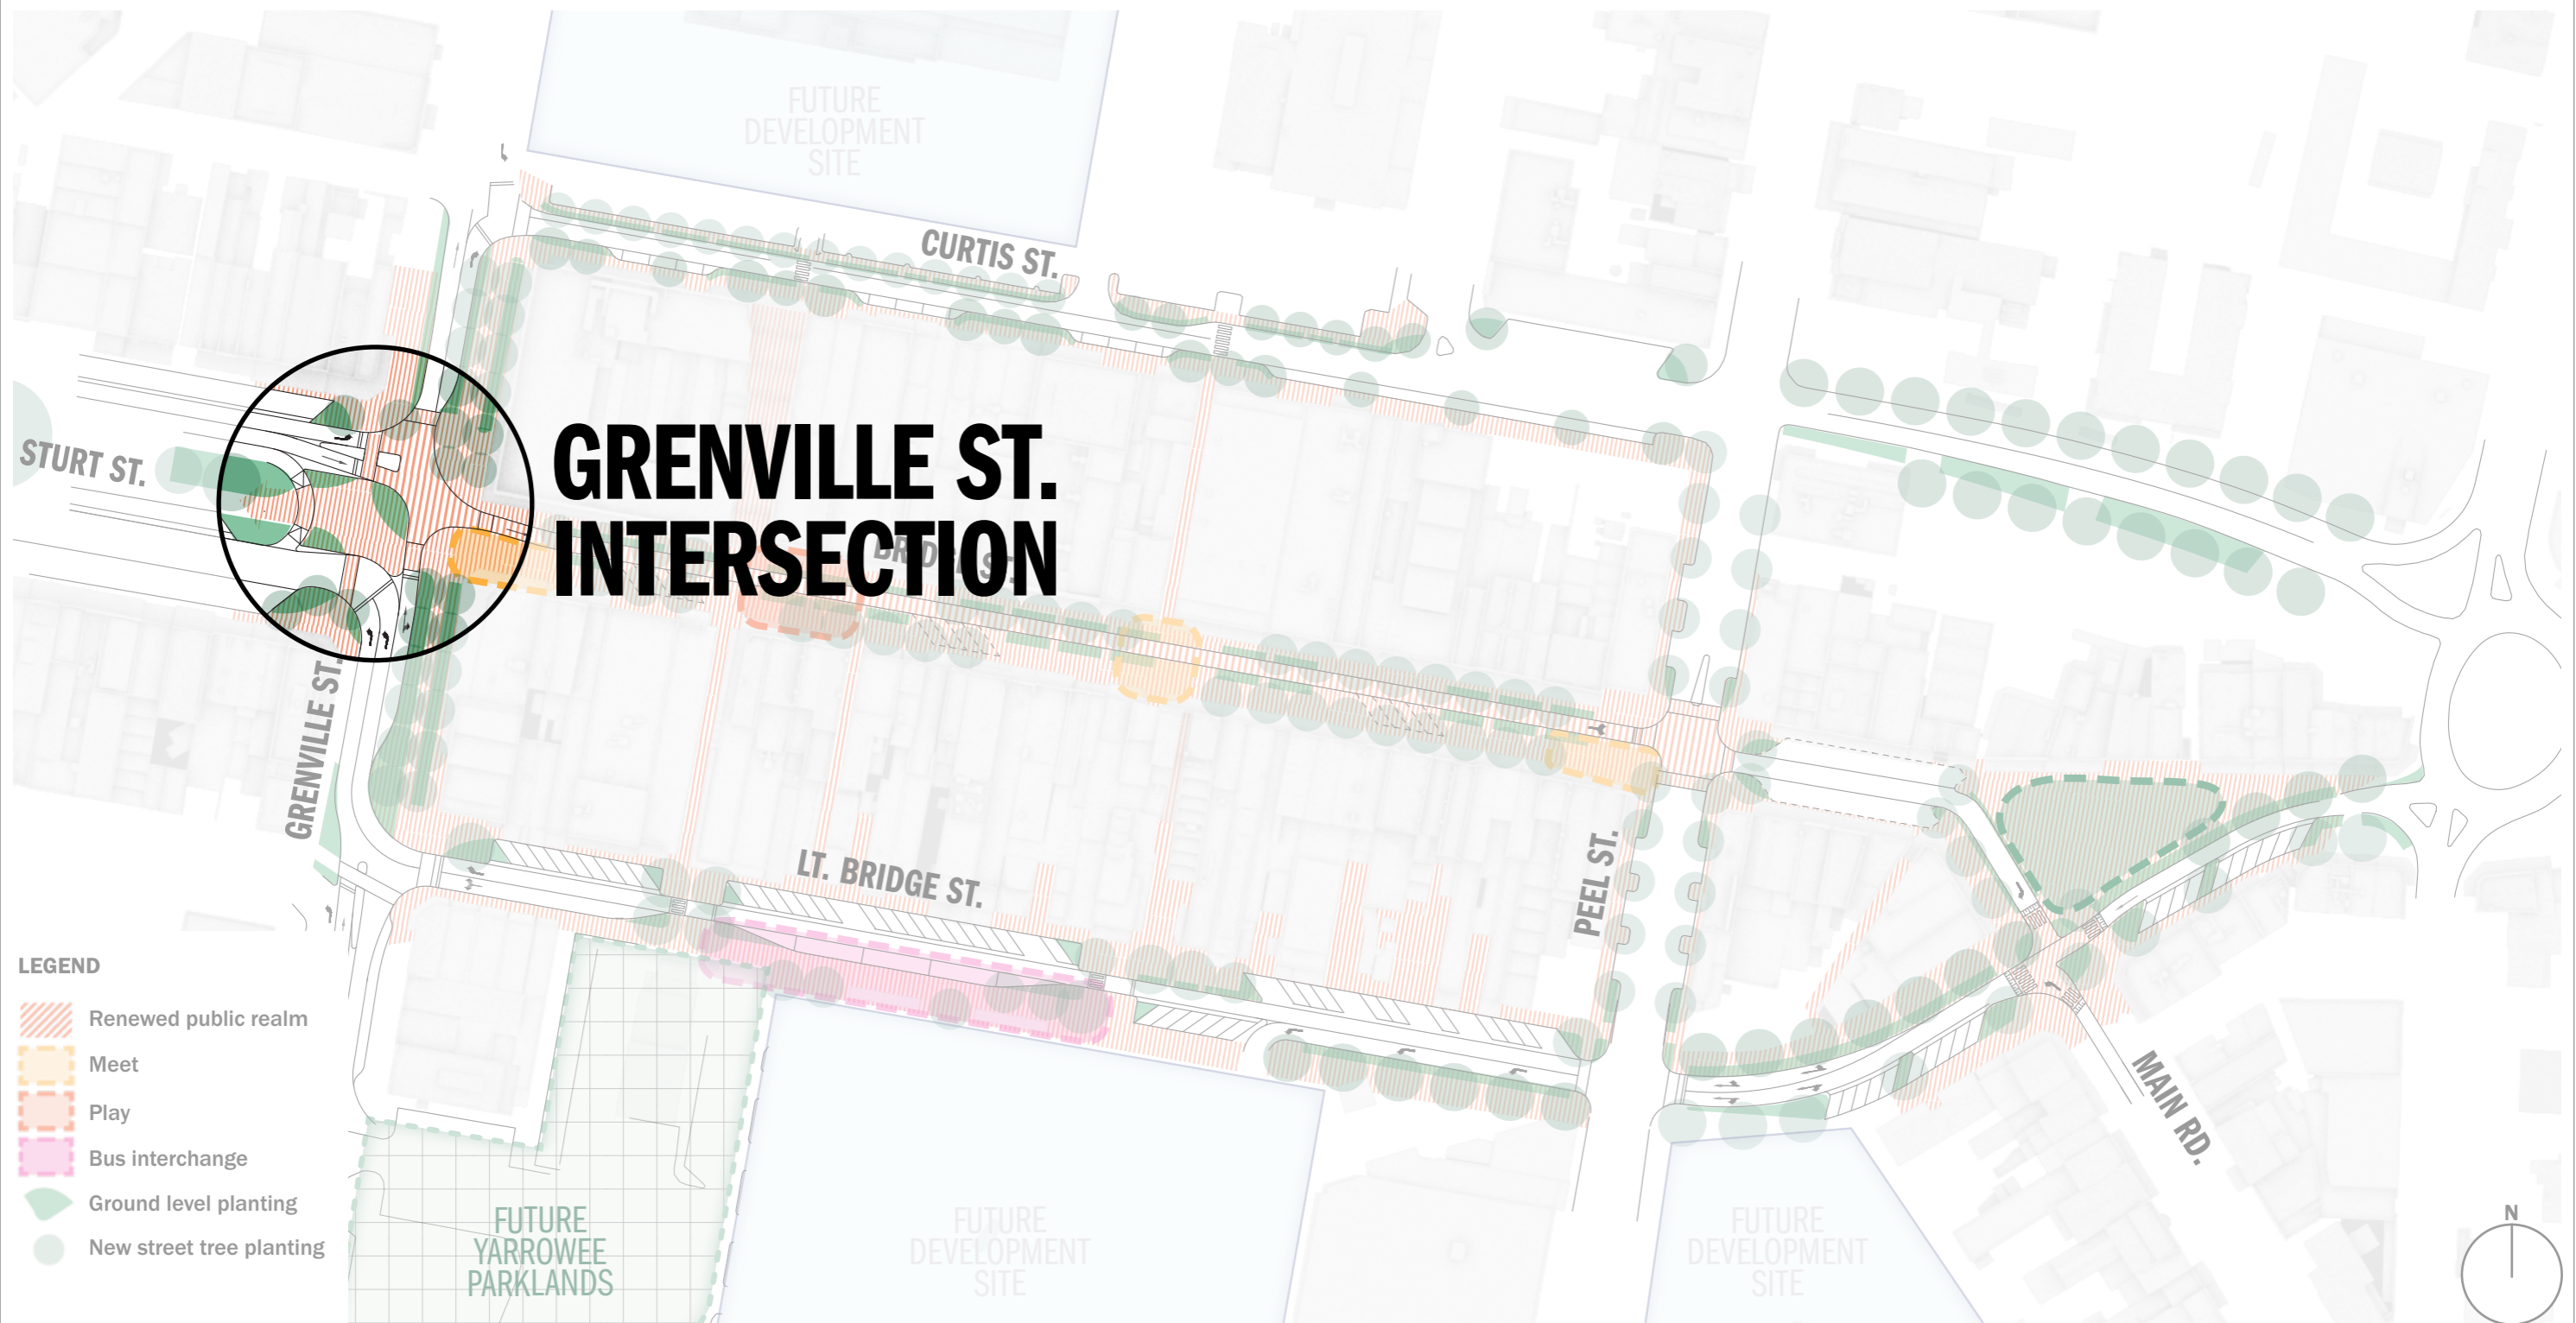 FUTURE
DEVELOPMENT
SITE
CURTIS ST.
STURT ST.
GRENVILLE ST.
INTERSECTION
BRIDGE ST.
GRENVILLE ST.
LT. BRIDGE ST.
PEEL ST.
MAIN RD.
LEGEND
Renewed public realm
Meet
Play
Bus interchange
Ground level planting
New street tree planting
FUTURE
YARROWEE
PARKLANDS
FUTURE
DEVELOPMENT
SITE
FUTURE
DEVELOPMENT
SITE
N